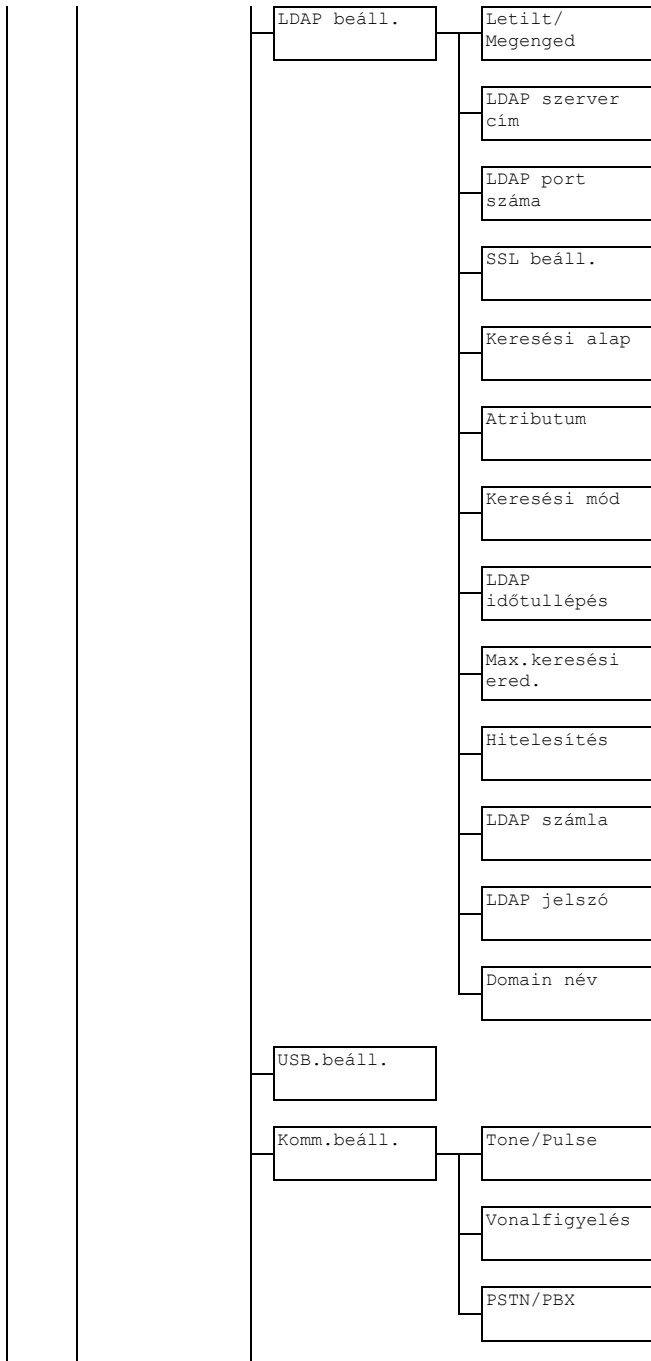 LDAP beáll.
Letilt/
Megenged
LDAP szerver
cím
LDAP port
száma
SSL beáll.
Keresési alap
Atributum
Keresési mód
LDAP
időtullépés
Max.keresési
ered.
Hitelesítés
LDAP számla
LDAP jelszó
Domain név
USB.beáll.
Komm.beáll.
Tone/Pulse
Vonalfigyelés
PSTN/PBX